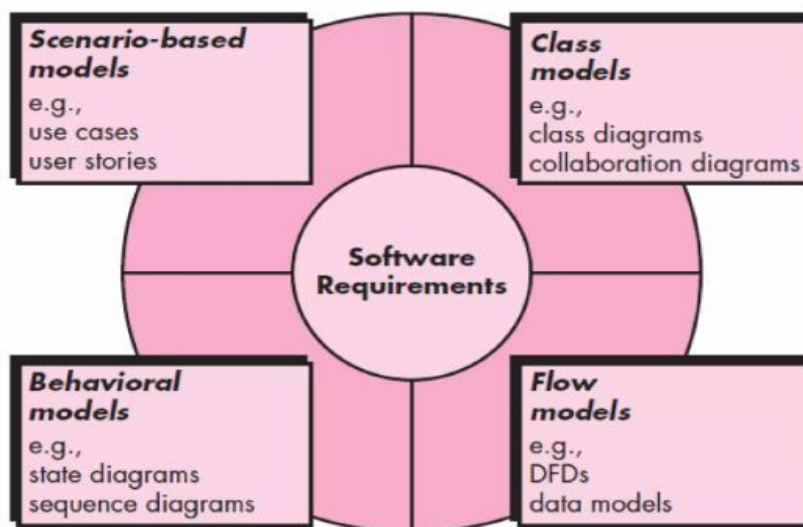 Scenario-based
models
e.g.,
use cases
user stories
Class
models
e.g.,
class diagrams
collaboration diagrams
Software
Requirements
Behavioral
models
e.g.,
state diagrams
sequence diagrams
Flow
models
e.g.,
DFDs
data models